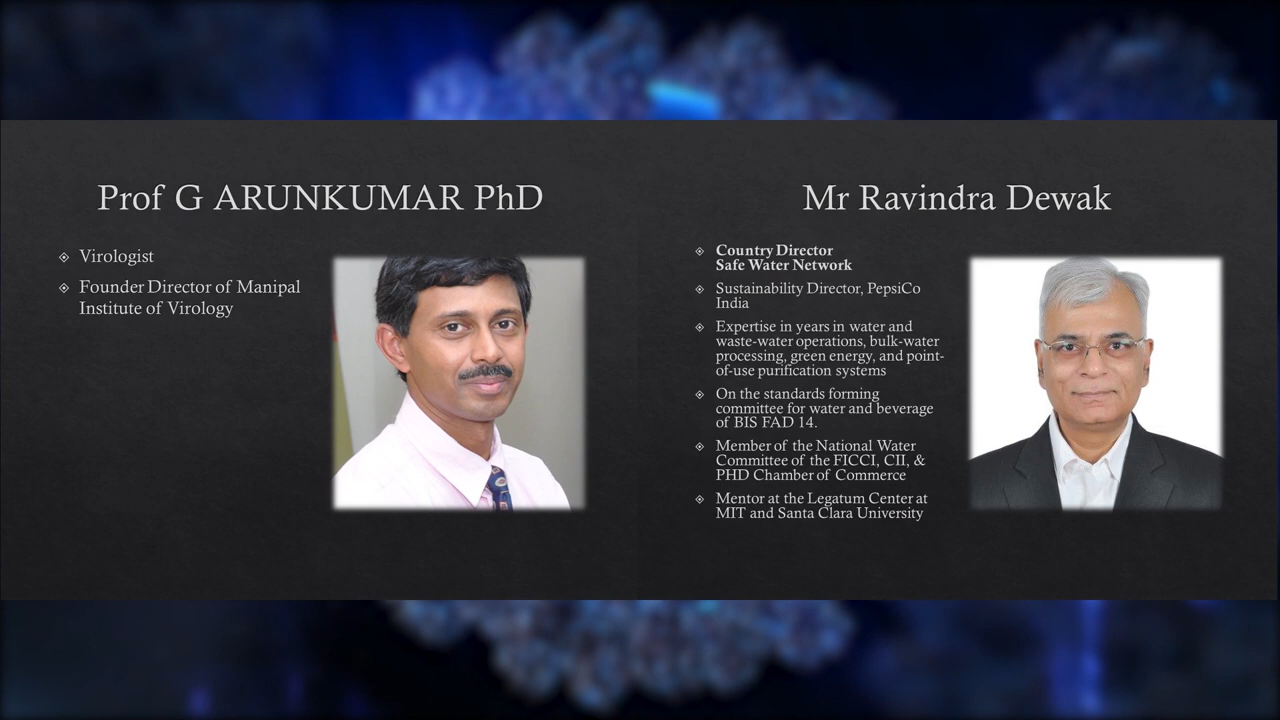 Prof G ARUNKUMAR PhD
Virologist
Founder Director of Manipal
Institute of Virology
Mr Ravindra Dewak
Country Director
Safe Water Network
Sustainability Director, PepsiCo
India
Expertise in years in water and
waste-water operations, bulk-water
processing, green energy, and point-
of-use purification systems
On the standards forming
committee for water and beverage
of BIS FAD 14.
Member of the National Water
Committee of the FICCI, CII, &
PHD Chamber of Commerce
Mentor at the Legatum Center at
MIT and Santa Clara University